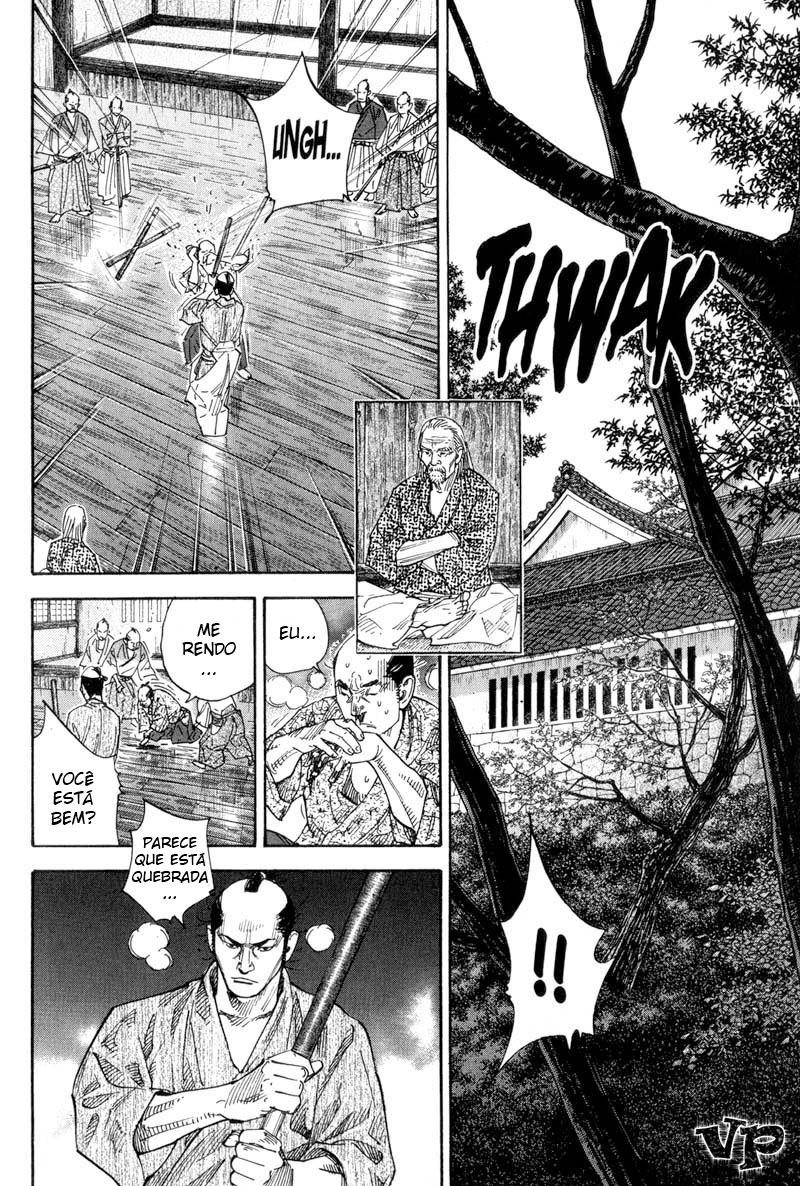 THWAK
!!
UNGH...
EU...
ME
RENDO
...
VOCÊ
ESTÁ
BEM?
PARECE
QUE ESTÁ
QUEBRADA
...
VP